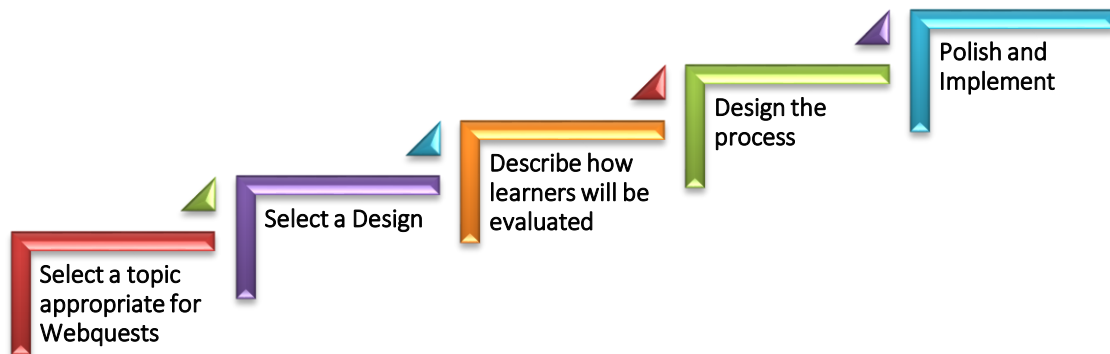 Select a topic
appropriate for
Webquests
Select a Design
Describe how
learners will be
evaluated
Design the
process
Polish and
Implement